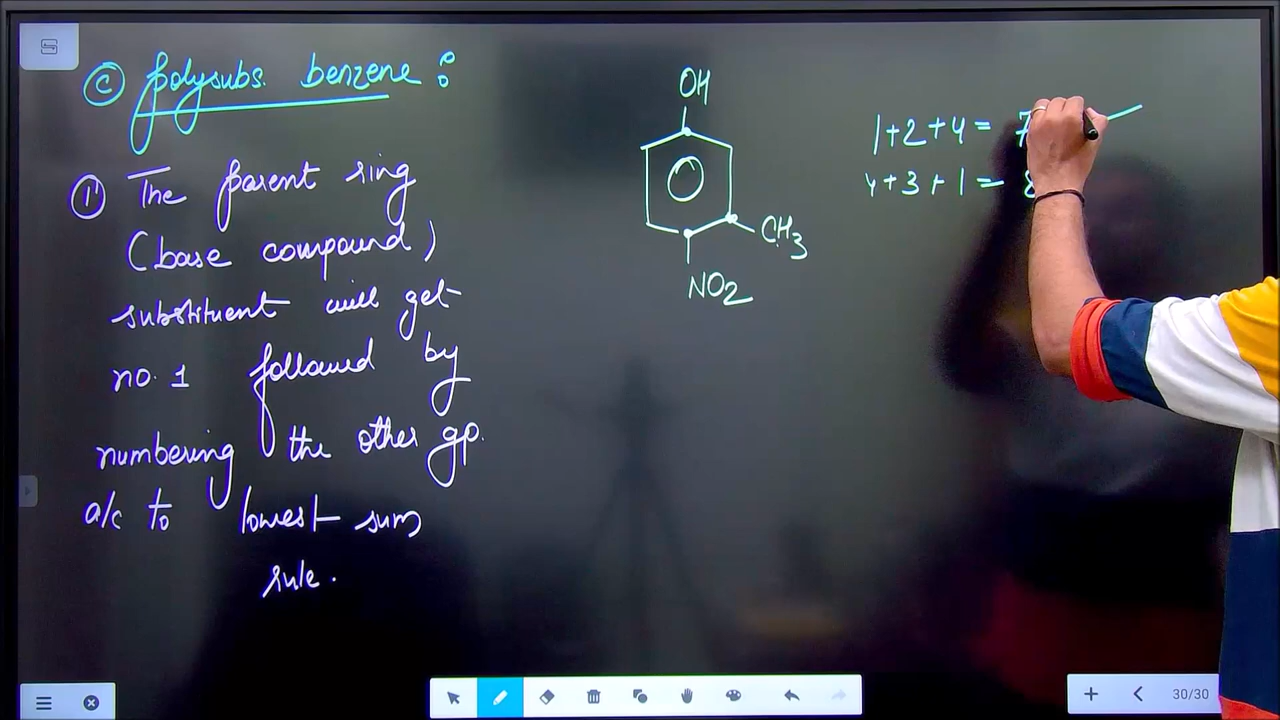 © polysubs. benzene :
① The parent ring
(base compound)
substituent will get
no. 1 followed by
numbering the other gp.
a/c to lowest sum
rule.
OH
CH3
NO2
1+2+4 = 7
4+3+1 = 8
30/30